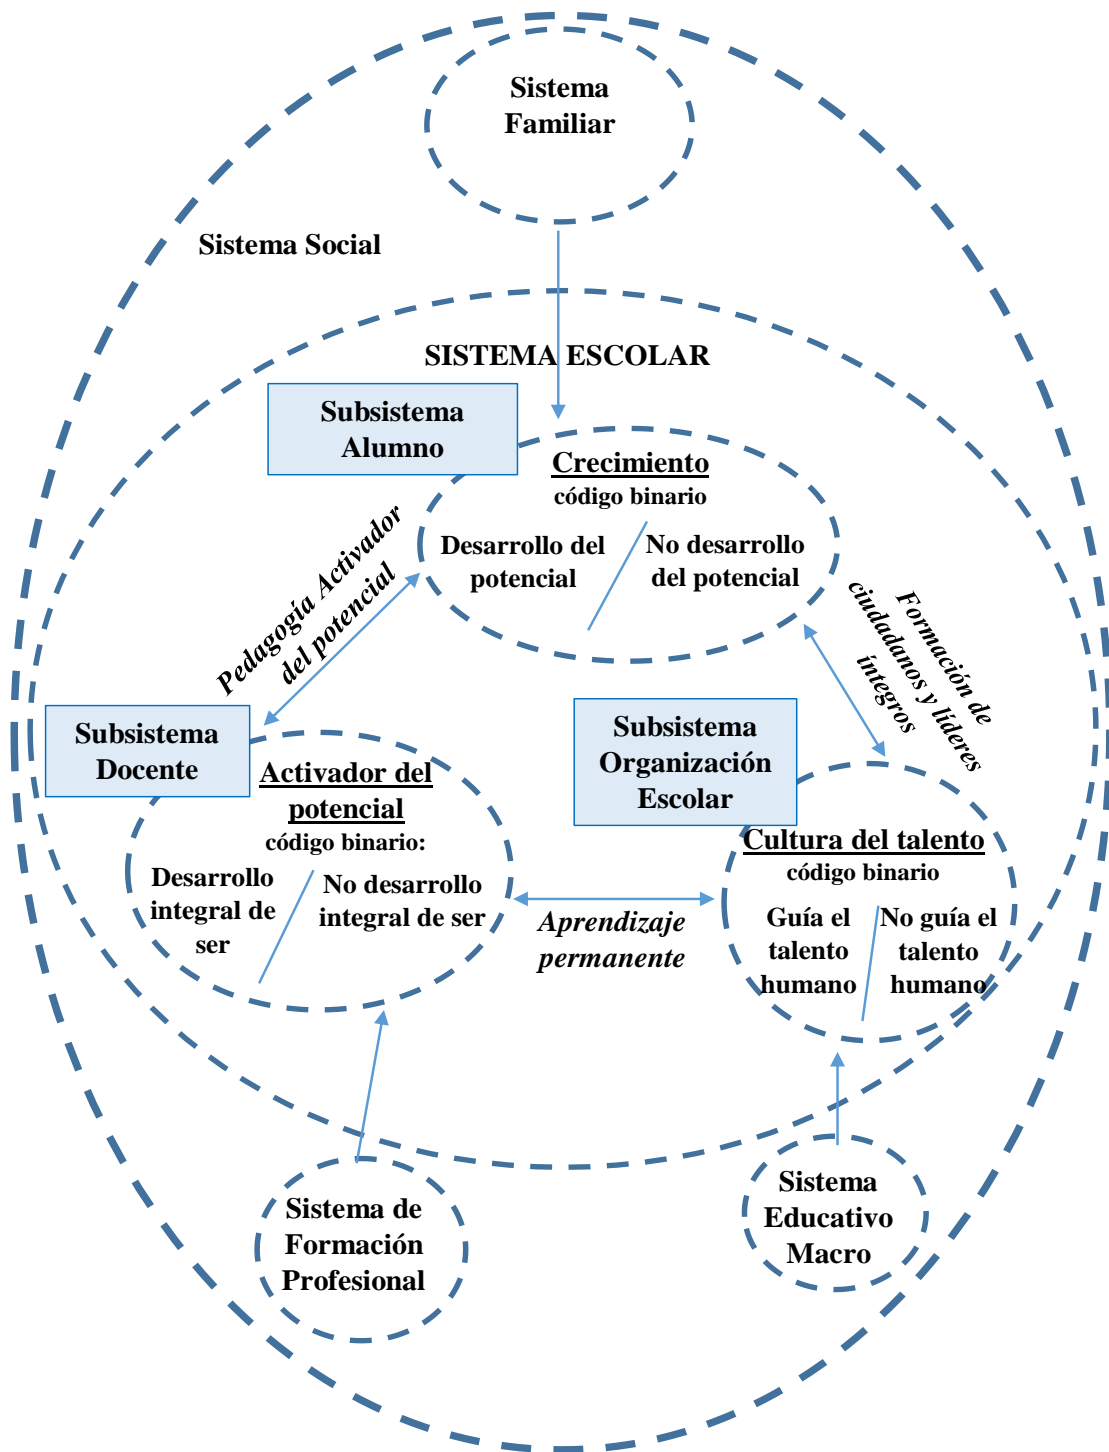 Sistema
Familiar
Sistema Social
SISTEMA ESCOLAR
Subsistema
Alumno
Crecimiento
código binario
Desarrollo del
potencial
No desarrollo
del potencial
Pedagogía Activador
del potencial
Formación de
ciudadanos y líderes
íntegros
Subsistema
Docente
Activador del
potencial
código binario:
Desarrollo
integral de
ser
No desarrollo
integral de ser
Subsistema
Organización
Escolar
Cultura del talento
código binario
Guía el
talento
humano
No guía el
talento
humano
Aprendizaje
permanente
Sistema de
Formación
Profesional
Sistema
Educativo
Macro